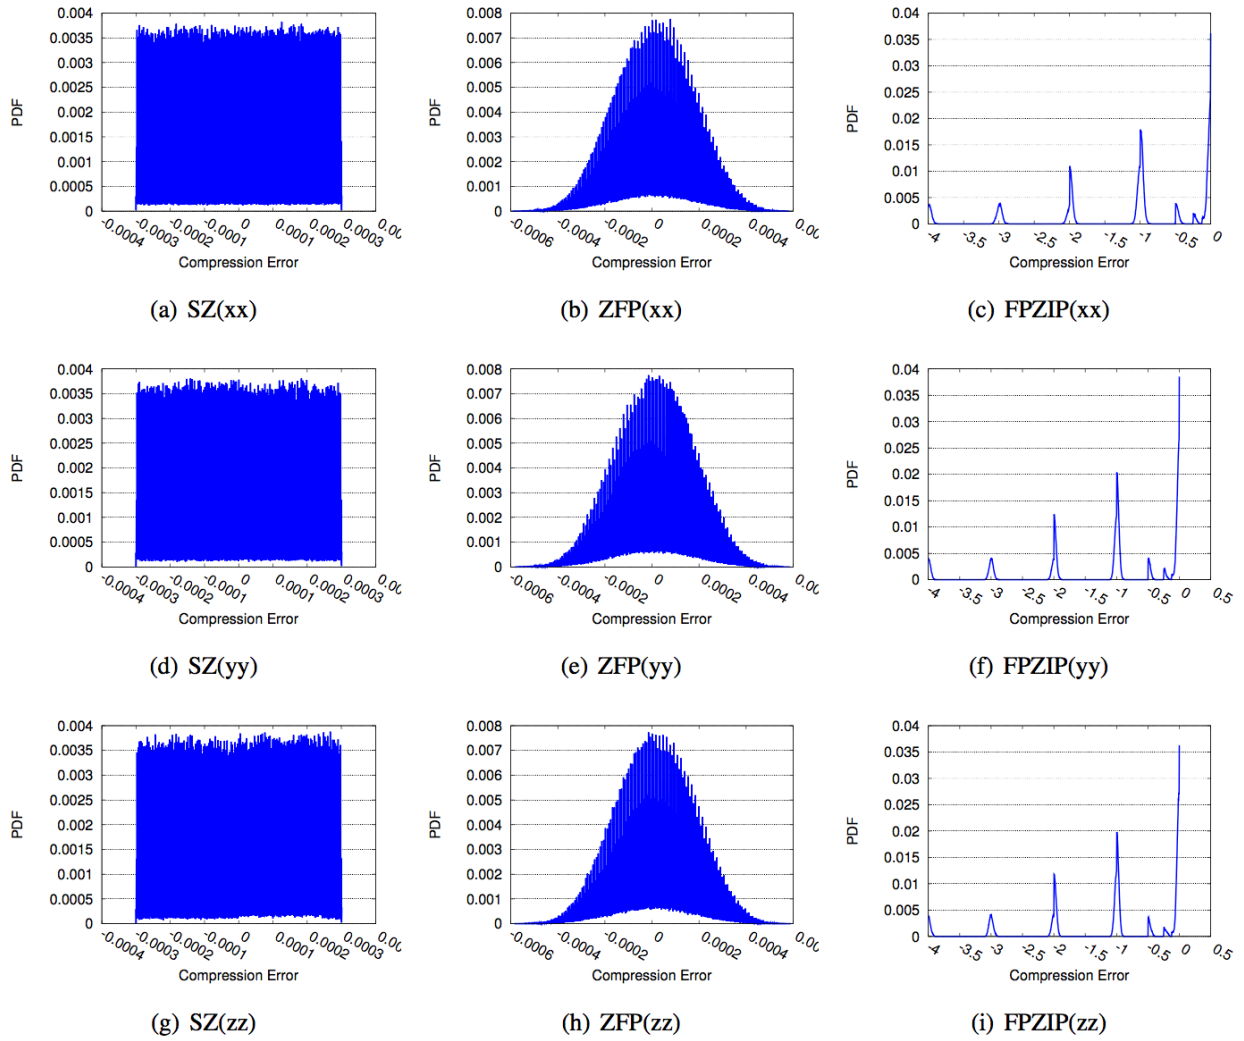 0.004
0.0035
0.003
0.0025
0.002
0.0015
0.001
0.0005
0
PDF
-0.0004 -0.0003 -0.0002 -0.0001 0 0.0001 0.0002 0.0003
Compression Error
(a) SZ(xx)
0.008
0.007
0.006
0.005
0.004
0.003
0.002
0.001
0
PDF
-0.0006 -0.0004 -0.0002 0 0.0002 0.0004
Compression Error
(b) ZFP(xx)
0.04
0.035
0.03
0.025
0.02
0.015
0.01
0.005
0
PDF
-4 -3.5 -3 -2.5 -2 -1.5 -1 -0.5 0
Compression Error
(c) FPZIP(xx)
0.004
0.0035
0.003
0.0025
0.002
0.0015
0.001
0.0005
0
PDF
-0.0004 -0.0003 -0.0002 -0.0001 0 0.0001 0.0002 0.0003
Compression Error
(d) SZ(yy)
0.008
0.007
0.006
0.005
0.004
0.003
0.002
0.001
0
PDF
-0.0006 -0.0004 -0.0002 0 0.0002 0.0004
Compression Error
(e) ZFP(yy)
0.04
0.035
0.03
0.025
0.02
0.015
0.01
0.005
0
PDF
-4 -3.5 -3 -2.5 -2 -1.5 -1 -0.5 0 0.5
Compression Error
(f) FPZIP(yy)
0.004
0.0035
0.003
0.0025
0.002
0.0015
0.001
0.0005
0
PDF
-0.0004 -0.0003 -0.0002 -0.0001 0 0.0001 0.0002 0.0003
Compression Error
(g) SZ(zz)
0.008
0.007
0.006
0.005
0.004
0.003
0.002
0.001
0
PDF
-0.0006 -0.0004 -0.0002 0 0.0002 0.0004
Compression Error
(h) ZFP(zz)
0.04
0.035
0.03
0.025
0.02
0.015
0.01
0.005
0
PDF
-4 -3.5 -3 -2.5 -2 -1.5 -1 -0.5 0 0.5
Compression Error
(i) FPZIP(zz)